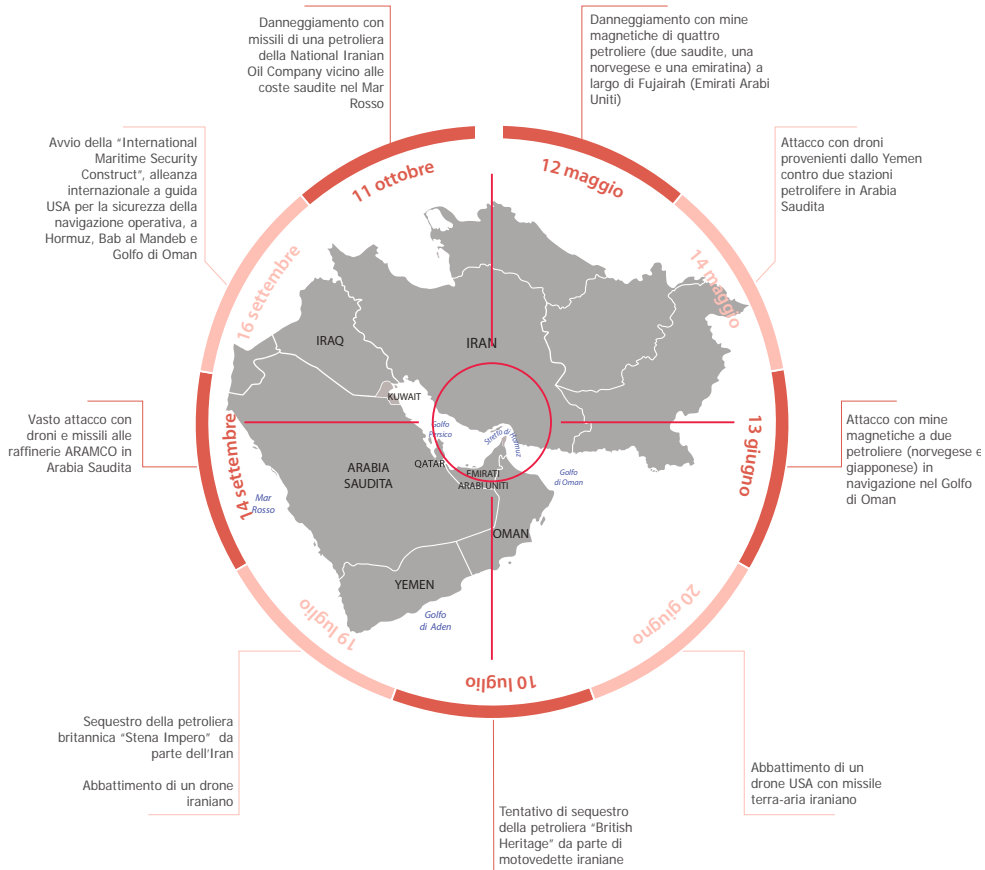 Danneggiamento con
missili di una petroliera
della National Iranian
Oil Company vicino alle
coste saudite nel Mar
Rosso
Danneggiamento con mine
magnetiche di quattro
petroliere (due saudite, una
norvegese e una emiratina) a
largo di Fujairah (Emirati Arabi
Uniti)
Avvio della "International
Maritime Security
Construct", alleanza
internazionale a guida
USA per la sicurezza della
navigazione operativa, a
Hormuz, Bab al Mandeb e
Golfo di Oman
Attacco con droni
provenienti dallo Yemen
contro due stazioni
petrolifere in Arabia
Saudita
11 ottobre
12 maggio
16 settembre
14 maggio
IRAQ
IRAN
KUWAIT
Vasto attacco con
droni e missili alle
raffinerie ARAMCO in
Arabia Saudita
14 settembre
Golfo
Persico
Stretto di Hormuz
13 giugno
Attacco con mine
magnetiche a due
petroliere (norvegese e
giapponese) in
navigazione nel Golfo
di Oman
ARABIA
SAUDITA
QATAR
EMIRATI
ARABI UNITI
Golfo
di Oman
Mar
Rosso
OMAN
YEMEN
Golfo
di Aden
19 luglio
20 giugno
10 luglio
Sequestro della petroliera
britannica "Stena Impero" da
parte dell'Iran
Abbattimento di un drone
iraniano
Abbattimento di un
drone USA con missile
terra-aria iraniano
Tentativo di sequestro
della petroliera "British
Heritage" da parte di
motovedette iraniane